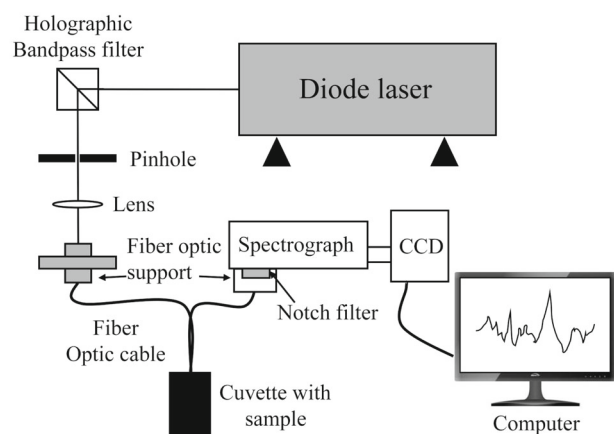 Holographic
Bandpass filter
Diode laser
Pinhole
Lens
Fiber optic
support
Spectrograph
CCD
Notch filter
Fiber
Optic cable
Cuvette with
sample
Computer